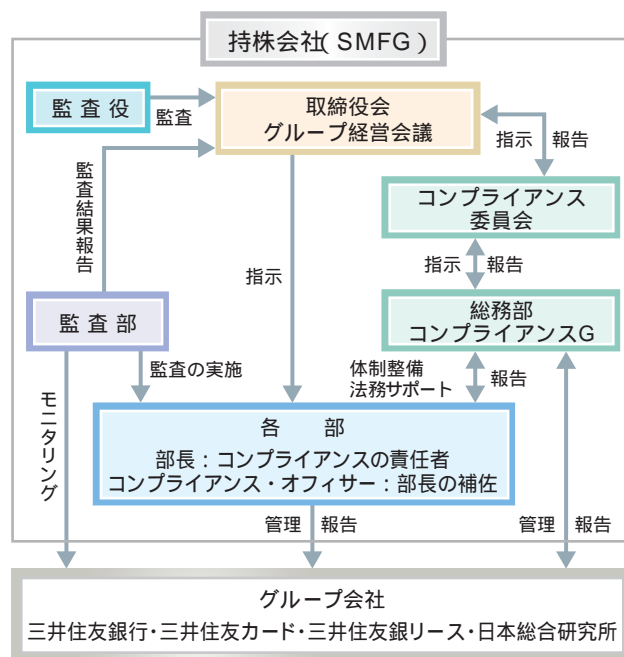 持株会社(SMFG)
監査役
監査
取締役会
グループ経営会議
指示 報告
監査結果報告
コンプライアンス
委員会
指示
指示 報告
監査部
総務部
コンプライアンスG
監査の実施
体制整備
法務サポート
報告
モニタリング
各 部
部長：コンプライアンスの責任者
コンプライアンス・オフィサー：部長の補佐
管理 報告
管理 報告
グループ会社
三井住友銀行・三井住友カード・三井住友銀リース・日本総合研究所